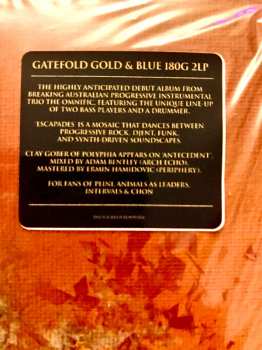 GATEFOLD GOLD & BLUE 180G 2LP
THE HIGHLY ANTICIPATED DEBUT ALBUM FROM
BREAKING AUSTRALIAN PROGRESSIVE INSTRUMENTAL
TRIO THE OMNIFIC, FEATURING THE UNIQUE LINE-UP
OF TWO BASS PLAYERS AND A DRUMMER.
'ESCAPADES' IS A MOSAIC THAT DANCES BETWEEN
PROGRESSIVE ROCK, DJENT, FUNK,
AND SYNTH-DRIVEN SOUNDSCAPES.
CLAY GOBER OF POLYPHIA APPEARS ON 'ANTECEDENT'.
MIXED BY ADAM BENTLEY (ARCH ECHO).
MASTERED BY ERMIN HAMIDOVIC (PERIPHERY).
FOR FANS OF PLINI, ANIMALS AS LEADERS,
INTERVALS & CHON